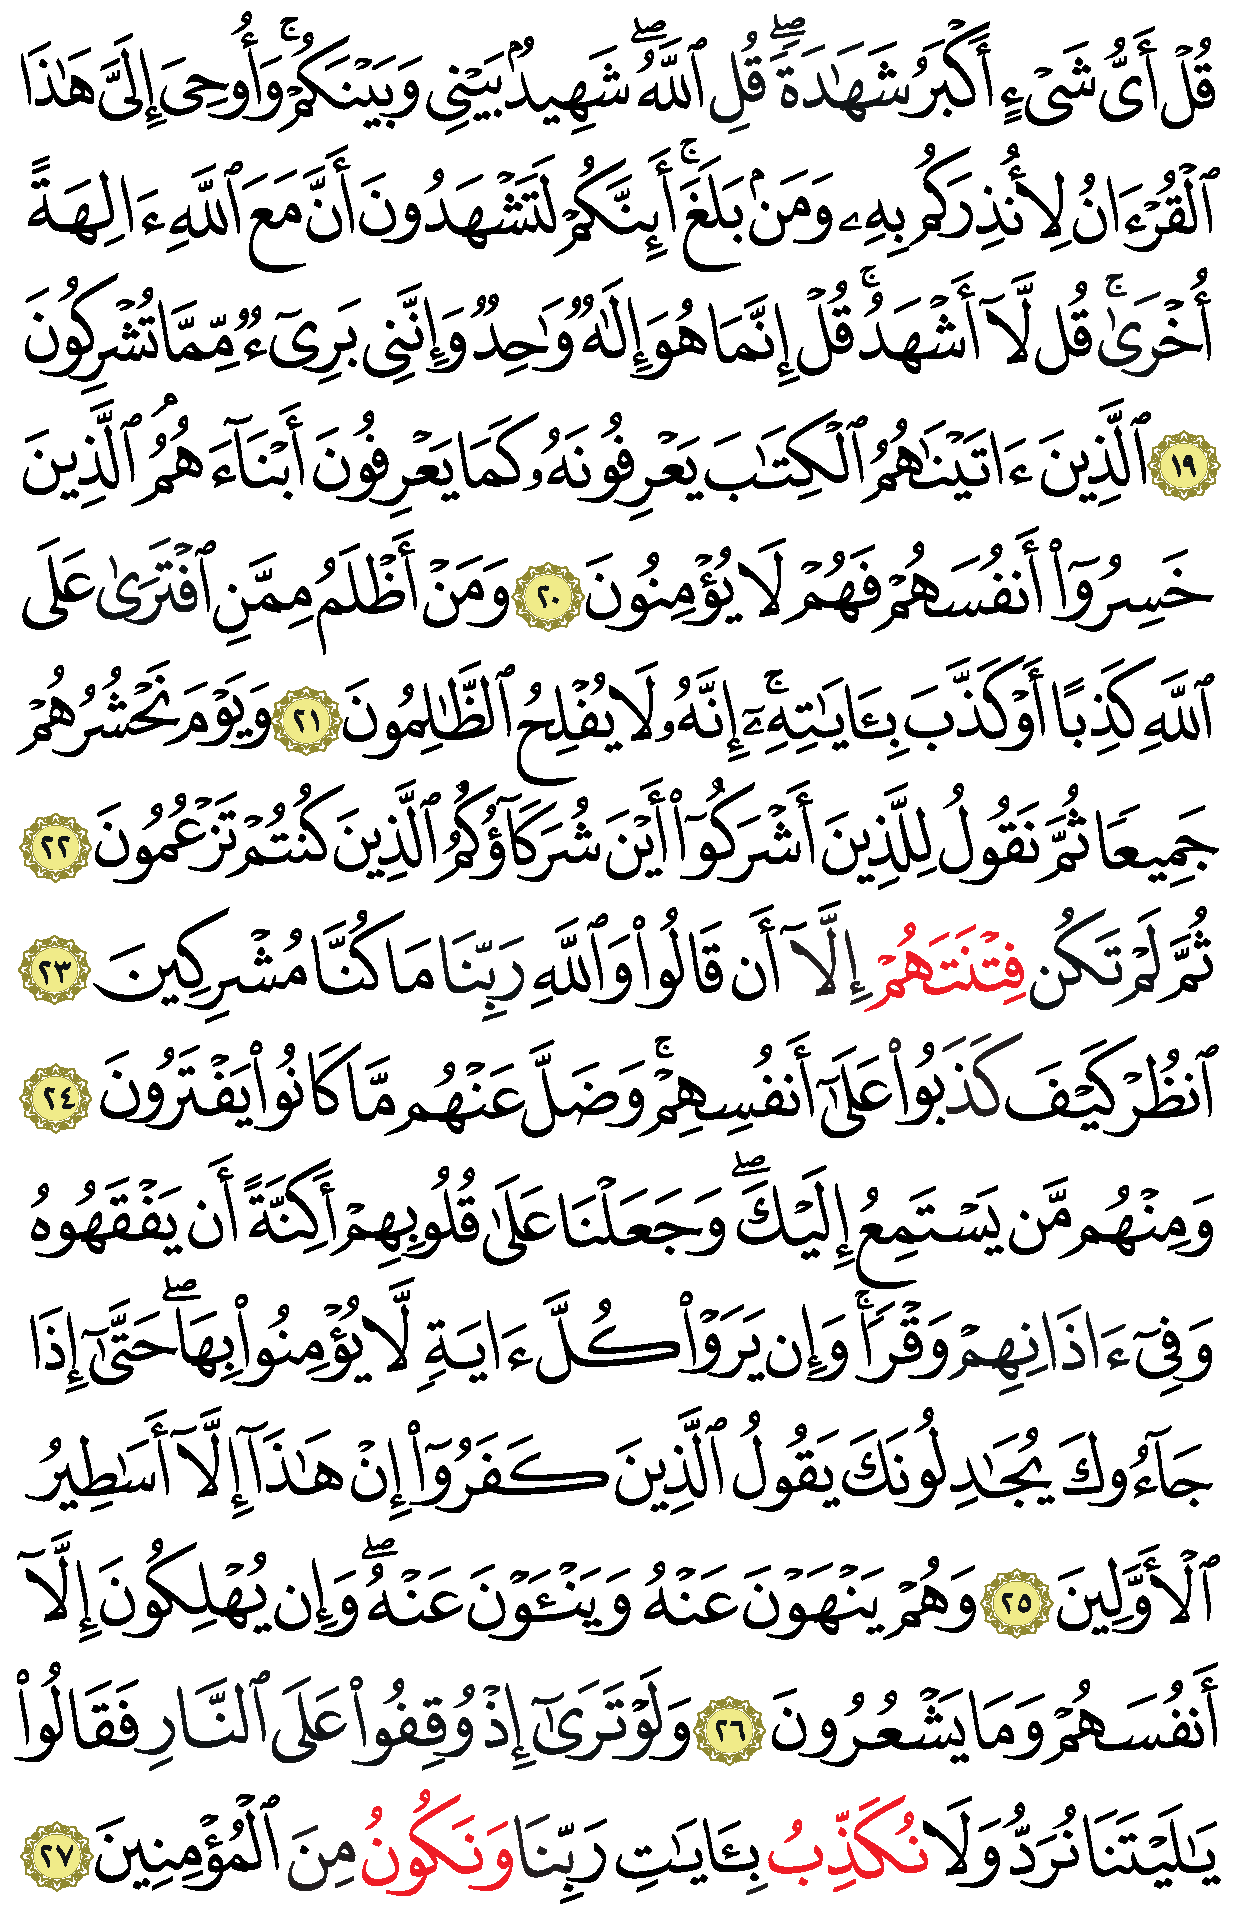 قُلْ أَىُّ شَىْءٍ أَكْبَرُ شَهَٰدَةًۖ قُلِ ٱللَّهُۖ شَهِيدُۢ بَيْنِى وَبَيْنَكُمْۚ وَأُوحِىَ إِلَىَّ هَٰذَا
ٱلْقُرْءَانُ لِأُنذِرَكُم بِهِۦ وَمَنۢ بَلَغَۚ أَئِنَّكُمْ لَتَشْهَدُونَ أَنَّ مَعَ ٱللَّهِ ءَالِهَةً
أُخْرَىٰۚ قُل لَّآ أَشْهَدُۚ قُلْ إِنَّمَا هُوَ إِلَٰهٌ وَٰحِدٌ وَإِنَّنِى بَرِىٓءٌ مِّمَّا تُشْرِكُونَ
١٩ ٱلَّذِينَ ءَاتَيْنَٰهُمُ ٱلْكِتَٰبَ يَعْرِفُونَهُۥ كَمَا يَعْرِفُونَ أَبْنَآءَهُمُ ٱلَّذِينَ
خَسِرُوٓا۟ أَنفُسَهُمْ فَهُمْ لَا يُؤْمِنُونَ ٢٠ وَمَنْ أَظْلَمُ مِمَّنِ ٱفْتَرَىٰ عَلَى
ٱللَّهِ كَذِبًا أَوْ كَذَّبَ بِـَٔايَٰتِهِۦٓۚ إِنَّهُۥ لَا يُفْلِحُ ٱلظَّٰلِمُونَ ٢١ وَيَوْمَ نَحْشُرُهُمْ
جَمِيعًا ثُمَّ نَقُولُ لِلَّذِينَ أَشْرَكُوٓا۟ أَيْنَ شُرَكَآؤُكُمُ ٱلَّذِينَ كُنتُمْ تَزْعُمُونَ ٢٢
ثُمَّ لَمْ تَكُن فِتْنَتَهُمْ إِلَّآ أَن قَالُوا۟ وَٱللَّهِ رَبِّنَا مَا كُنَّا مُشْرِكِينَ ٢٣
ٱنظُرْ كَيْفَ كَذَبُوا۟ عَلَىٰٓ أَنفُسِهِمْۚ وَضَلَّ عَنْهُم مَّا كَانُوا۟ يَفْتَرُونَ ٢٤
وَمِنْهُم مَّن يَسْتَمِعُ إِلَيْكَۖ وَجَعَلْنَا عَلَىٰ قُلُوبِهِمْ أَكِنَّةً أَن يَفْقَهُوهُ
وَفِىٓ ءَاذَانِهِمْ وَقْرًاۚ وَإِن يَرَوْا۟ كُلَّ ءَايَةٍ لَّا يُؤْمِنُوا۟ بِهَاۖ حَتَّىٰٓ إِذَا
جَآءُوكَ يُجَٰدِلُونَكَ يَقُولُ ٱلَّذِينَ كَفَرُوٓا۟ إِنْ هَٰذَآ إِلَّآ أَسَٰطِيرُ
ٱلْأَوَّلِينَ ٢٥ وَهُمْ يَنْهَوْنَ عَنْهُ وَيَنْـَٔوْنَ عَنْهُۖ وَإِن يُهْلِكُونَ إِلَّآ
أَنفُسَهُمْ وَمَا يَشْعُرُونَ ٢٦ وَلَوْ تَرَىٰٓ إِذْ وُقِفُوا۟ عَلَى ٱلنَّارِ فَقَالُوا۟
يَٰلَيْتَنَا نُرَدُّ وَلَا نُكَذِّبُ بِـَٔايَٰتِ رَبِّنَا وَنَكُونُ مِنَ ٱلْمُؤْمِنِينَ ٢٧